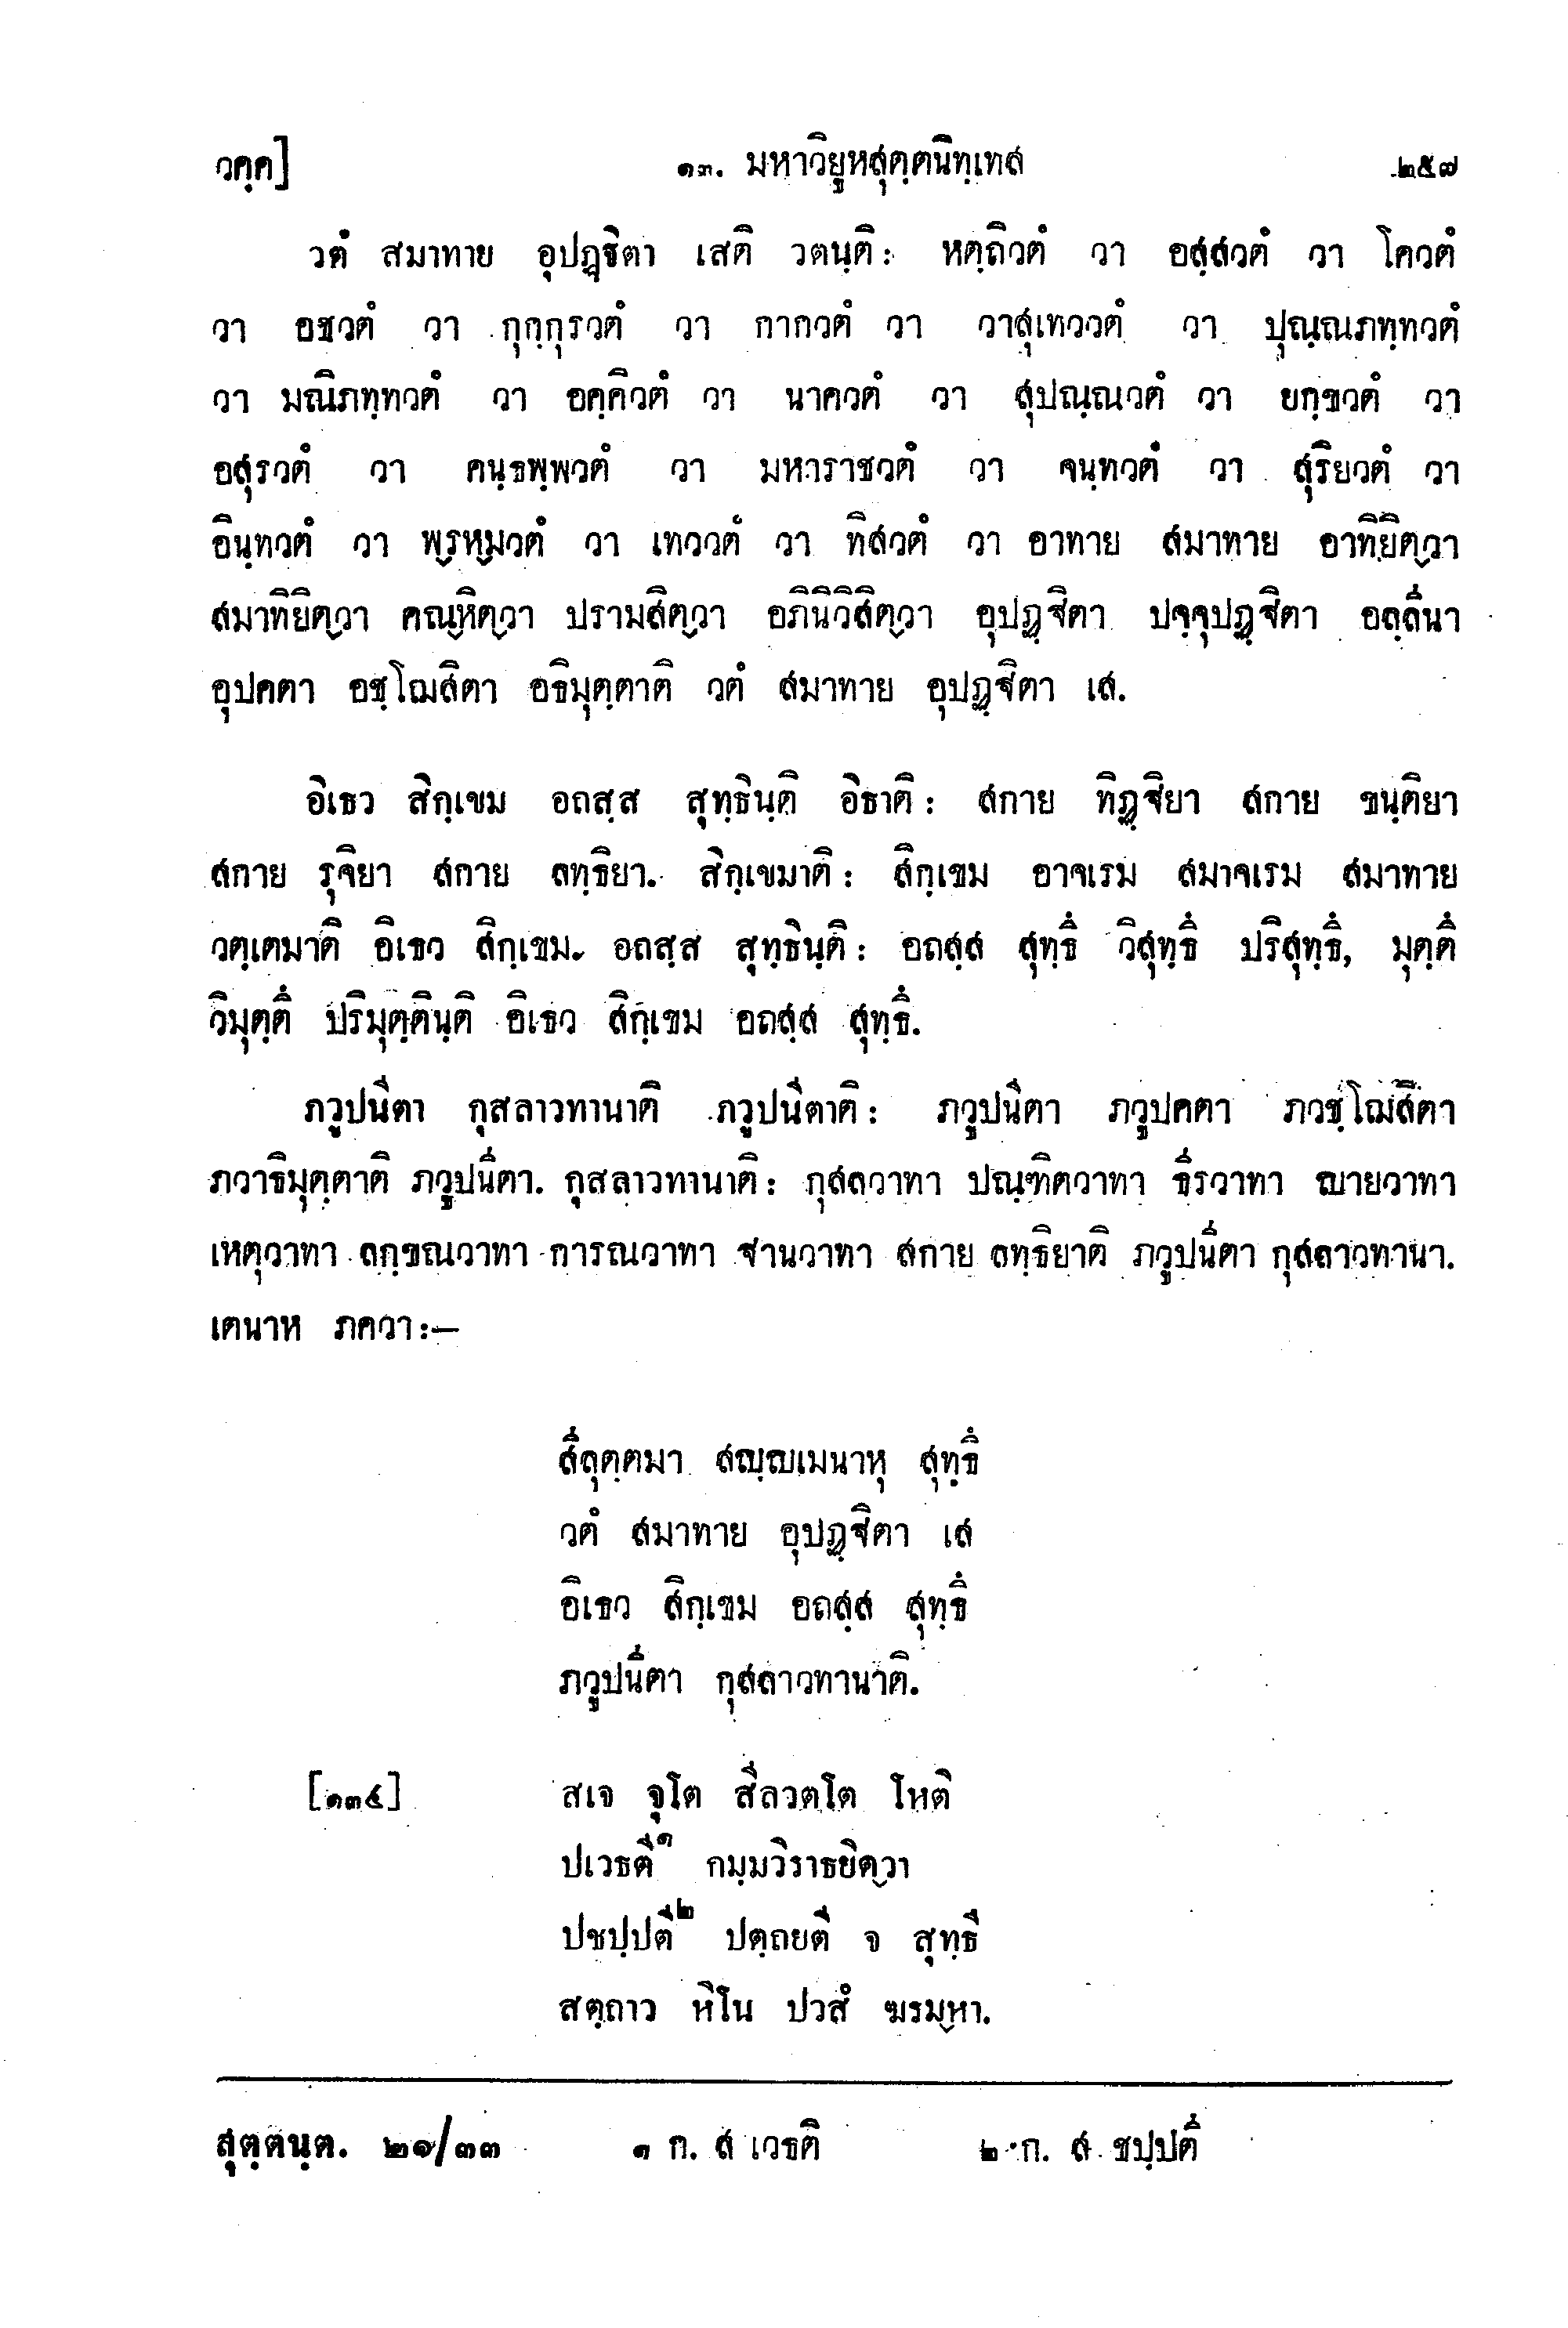 วคฺค] ๑๓. มหาวิยูหสุตฺตนิทฺเทส ๒๕๗
วตํ สมาทาย อุปฏฺฐิตา เสติ วตนฺติ: หตฺถิวตํ วา อสฺสวตํ วา โควตํ
วา อชวตํ วา กุกฺกุรวตํ วา กากวตํ วา วาสุเทววตํ วา ปุณฺณภทฺทวตํ
วา มณิภทฺทวตํ วา อคฺคิวตํ วา นาควตํ วา สุปณฺณวตํ วา ยกฺขวตํ วา
อสุรวตํ วา คนฺธพฺพวตํ วา มหาราชวตํ วา จนฺทวตํ วา สุริยวตํ วา
อินฺทวตํ วา พฺรหฺมวตํ วา เทววตํ วา ทิสวตํ วา อาทาย สมาทาย อาทิยิตฺวา
สมาทิยิตฺวา คณฺหิตฺวา ปรามสิตฺวา อภินิวิสิตฺวา อุปฏฺฐิตา ปจฺจุปฏฺฐิตา อลฺลีนา
อุปคตา อชฺโฌสิตา อธิมุตฺตาติ วตํ สมาทาย อุปฏฺฐิตา เส.
อิเธว สิกฺเขม อถสฺส สุทฺธินฺติ อิธาติ: สกาย ทิฏฺฐิยา สกาย ขนฺติยา
สกาย รุจิยา สกาย ลทฺธิยา. สิกฺเขมาติ: สิกฺเขม อาจเรม สมาจเรม สมาทาย
วตฺเตมาติ อิเธว สิกฺเขม. อถสฺส สุทฺธินฺติ: อถสฺส สุทฺธึ วิสุทฺธึ ปริสุทฺธึ, มุตฺตึ
วิมุตฺตึ ปริมุตฺตินฺติ อิเธว สิกฺเขม อถสฺส สุทฺธึ.
ภวูปนีตา กุสลาวทานาติ ภวูปนีตาติ: ภวูปนีตา ภวูปคตา ภวชฺโฌสิตา
ภวาธิมุตฺตาติ ภวูปนีตา. กุสลาวทานาติ: กุสลวาทา ปณฺฑิตวาทา ธีรวาทา ญายวาทา
เหตุวาทา ลกฺขณวาทา การณวาทา ฐานวาทา สกาย ลทฺธิยาติ ภวูปนีตา กุสลาวทานา.
เตนาห ภควา:—
สีลุตฺตมา สญฺญเมนาหุ สุทฺธึ
วตํ สมาทาย อุปฏฺฐิตา เส
อิเธว สิกฺเขม อถสฺส สุทฺธึ
ภวูปนีตา กุสลาวทานาติ.
[๑๓๔] สเจ จุโต สีลวตโต โหติ
ปเวธตี๑ กมฺมวิราธยิตฺวา
ปชปฺปตี๒ ปตฺถยตี จ สุทฺธึ
สตฺถาว หีโน ปวสํ ฆรมฺหา.
สุตฺตนฺต. ๒๑/๓๓ ๑ ก. ส เวธติ ๒ ก. ส ชปฺปตี